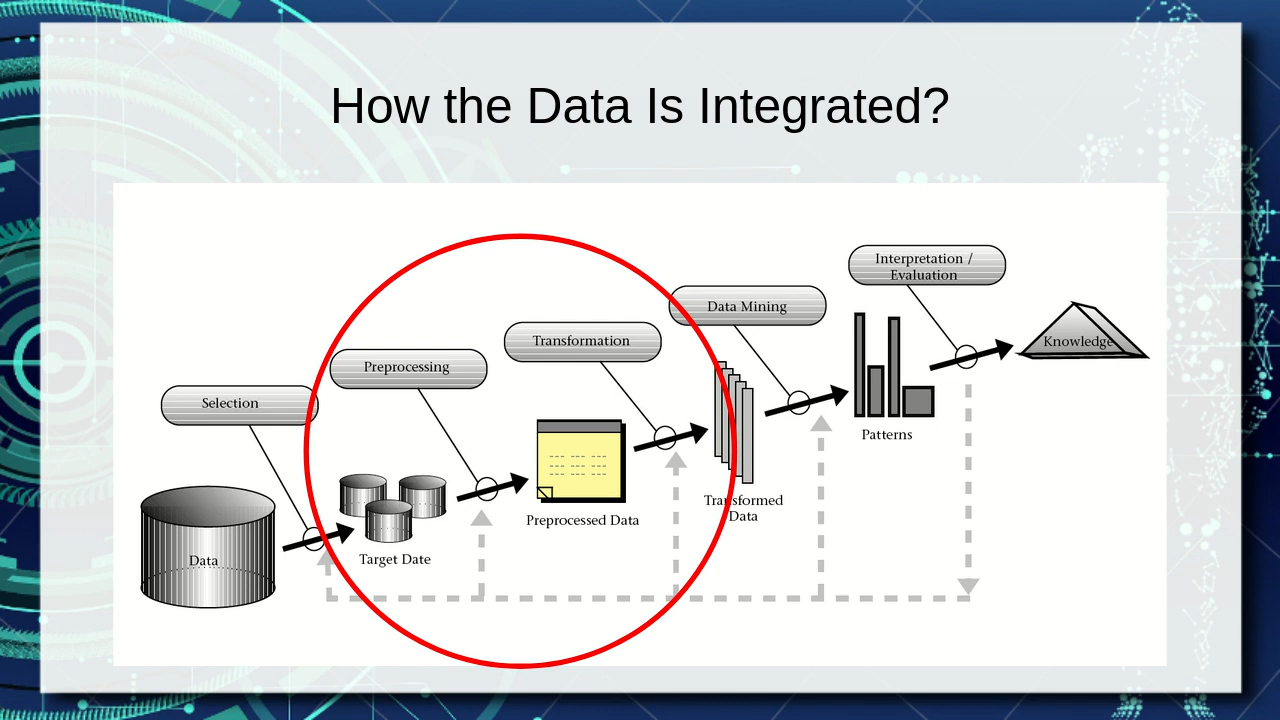 How the Data Is Integrated?
Interpretation /
Evaluation
Data Mining
Transformation
Knowledge
Preprocessing
Selection
Patterns
Transformed
Data
Preprocessed Data
Target Date
Data